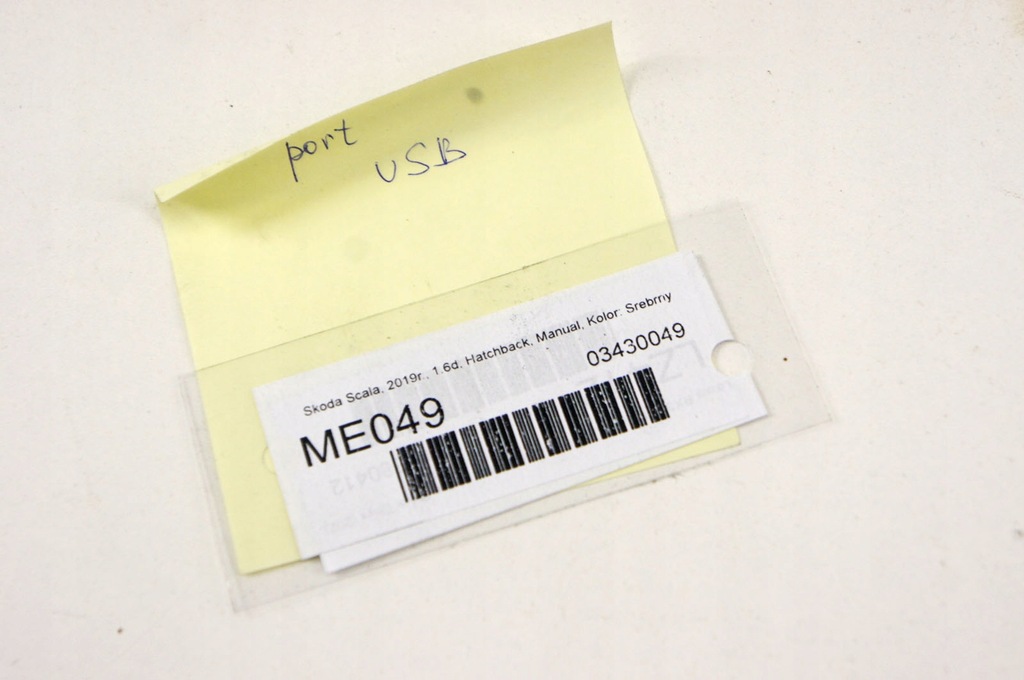 port
USB
Skoda Scala, 2019r., 1.6d, Hatchback, Manual, Kolor: Srebrny
03430049
ME049